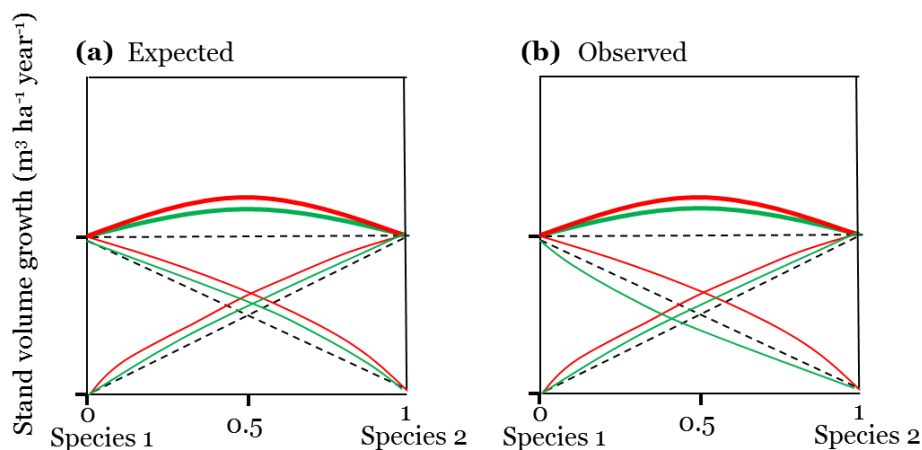 (a) Expected
(b) Observed
Stand volume growth (m³ ha⁻¹ year⁻¹)
0
0.5
1
Species 1
Species 2
0
0.5
1
Species 1
Species 2